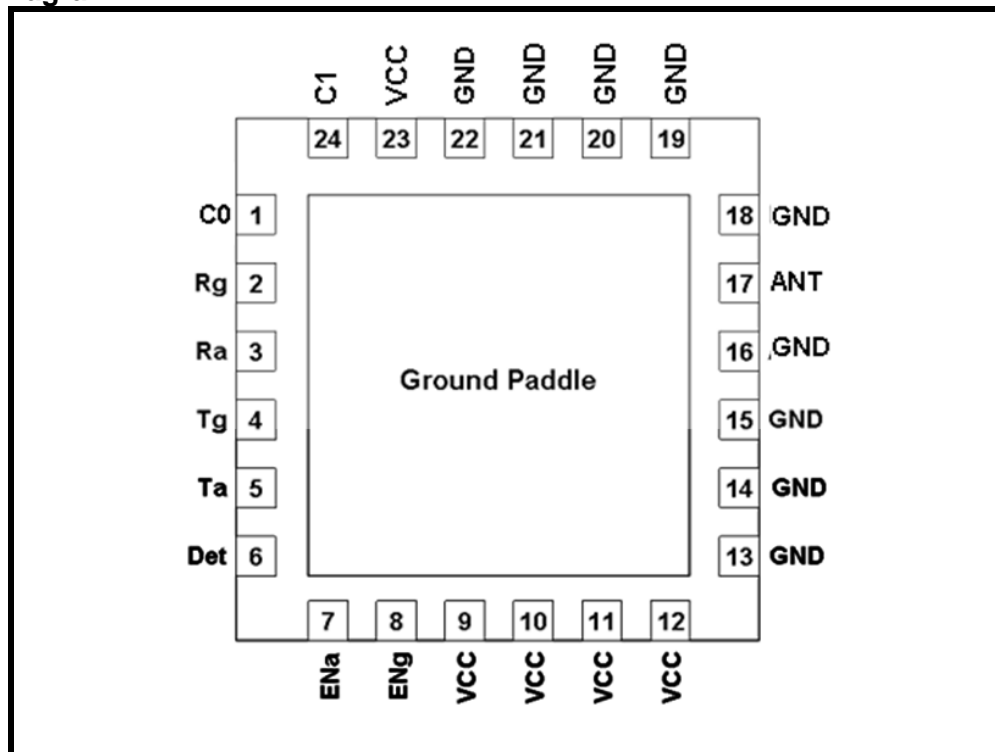 C1 VCC GND GND GND GND
24 23 22 21 20 19
C0 1 18 GND
Rg 2 17 ANT
Ra 3 16 GND
Ground Paddle
Tg 4 15 GND
Ta 5 14 GND
Det 6 13 GND
7 8 9 10 11 12
ENa ENg VCC VCC VCC VCC